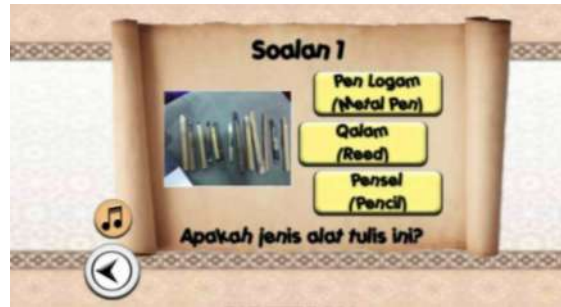 Soalan 1
Pen Logam
(Metal Pen)
Qalam
(Reed)
Pensel
(Pencil)
Apakah jenis alat tulis ini?